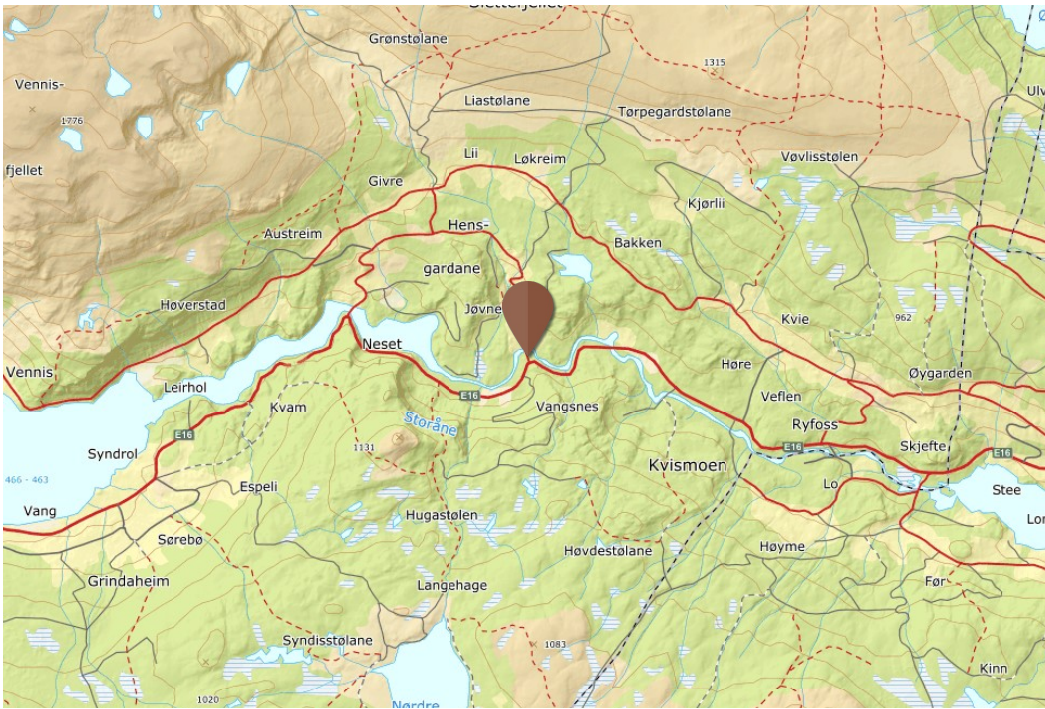 Grønstølane
Vennis-
1315
Liastølane
Tørpegardstølane
1776
Vøvlisstølen
fjellet
Lii
Løkreim
Givre
Kjørlii
Hens-
Austreim
Bakken
gardane
Høverstad
Kvie
962
Neset
Høre
Vennis
Øygarden
Leirhol
E16
Veflen
Kvam
Vangsnes
Storåne
Ryfoss
E16
1131
E16
Skjefte
E16
Syndrol
Kvismoen
466 - 463
Lo
Stee
Espeli
Vang
Hugastølen
Sørebø
Høyme
Høvdestølane
Grindaheim
Langehage
Før
Syndisstølane
1083
Kinn
1020
Nordre